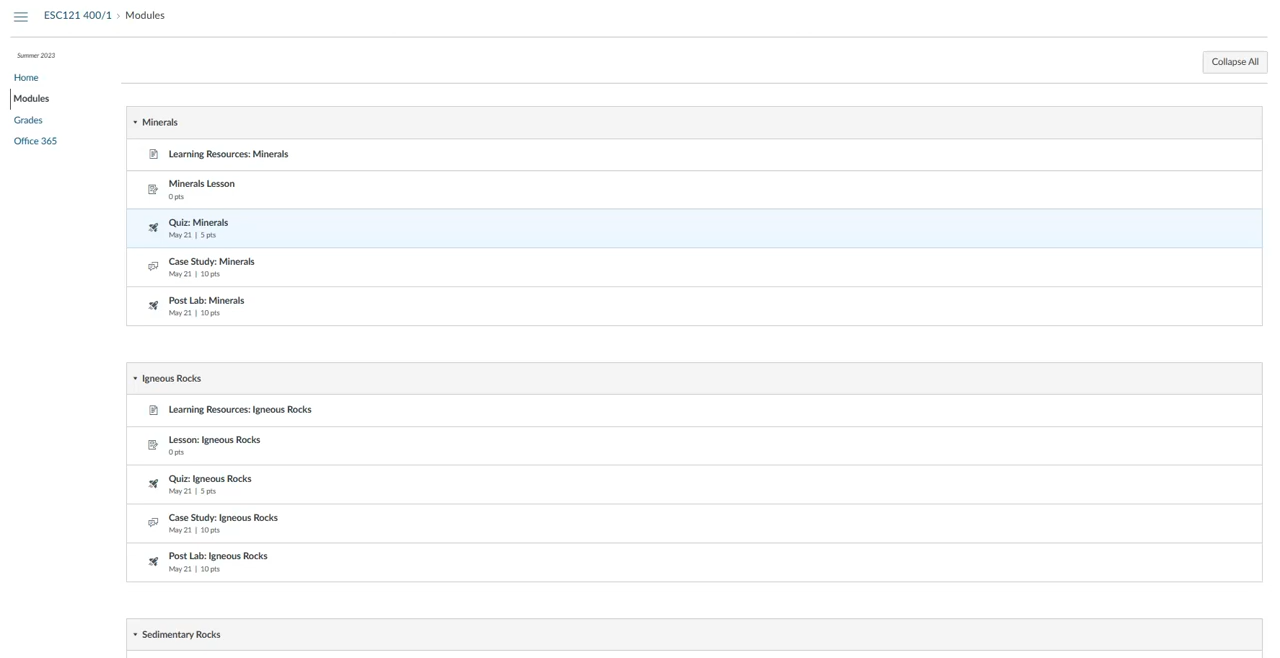 ESC121 400/1 › Modules
Summer 2023
Collapse All
Home
Modules
Grades
Office 365
Minerals
Learning Resources: Minerals
Minerals Lesson
0 pts
Quiz: Minerals
May 21 | 5 pts
Case Study: Minerals
May 21 | 10 pts
Post Lab: Minerals
May 21 | 10 pts
Igneous Rocks
Learning Resources: Igneous Rocks
Lesson: Igneous Rocks
0 pts
Quiz: Igneous Rocks
May 21 | 5 pts
Case Study: Igneous Rocks
May 21 | 10 pts
Post Lab: Igneous Rocks
May 21 | 10 pts
Sedimentary Rocks